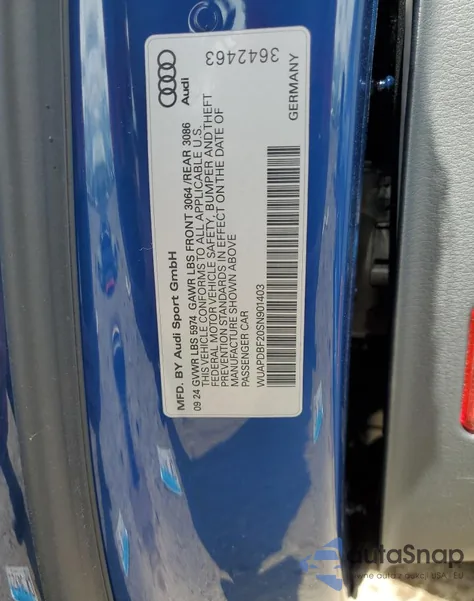 Audi
3642463
MFD. BY Audi Sport GmbH
09 24 GVWR LBS 5974 GAWR LBS FRONT 3064 /REAR 3086
THIS VEHICLE CONFORMS TO ALL APPLICABLE U.S.
FEDERAL MOTOR VEHICLE SAFETY, BUMPER AND THEFT
PREVENTION STANDARDS IN EFFECT ON THE DATE OF
MANUFACTURE SHOWN ABOVE
PASSENGER CAR
WUAPDBF20SN901403
GERMANY
autoSnap